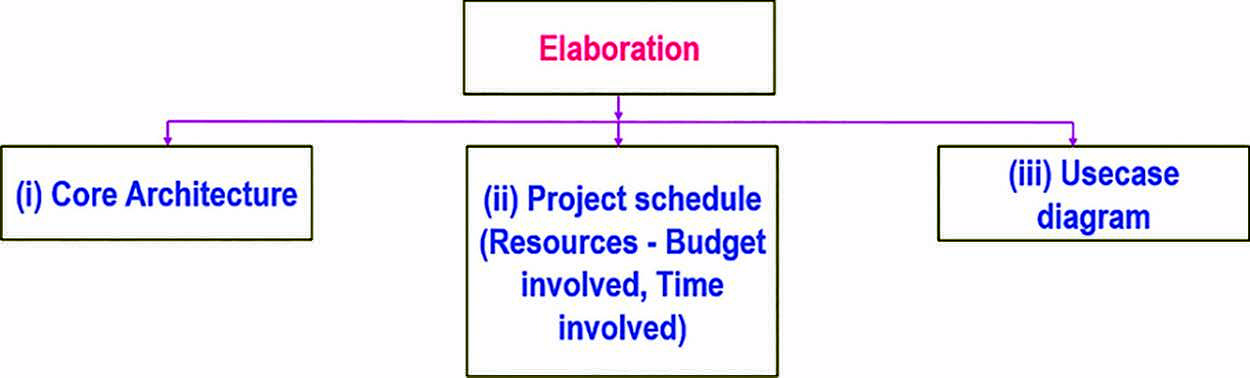 Elaboration
(i) Core Architecture
(ii) Project schedule
(Resources - Budget
involved, Time
involved)
(iii) Usecase
diagram